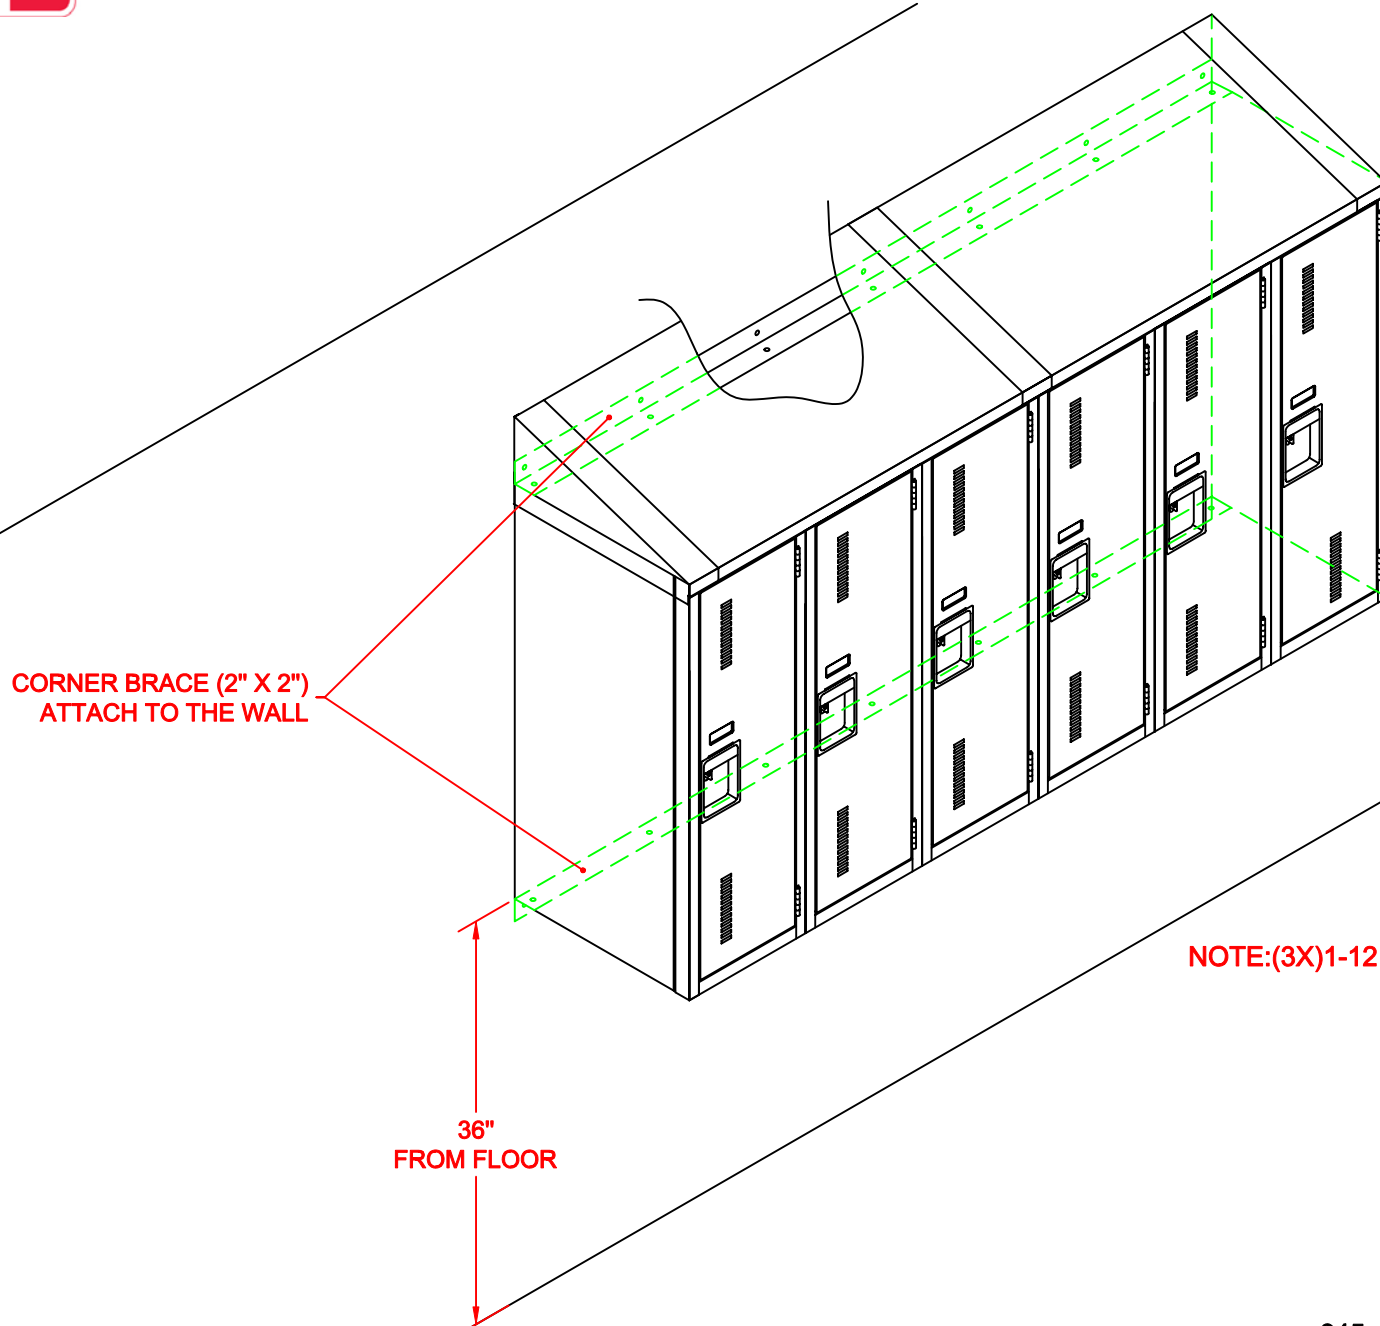 CORNER BRACE (2" X 2")
ATTACH TO THE WALL
NOTE:(3X)1-12
36"
FROM FLOOR